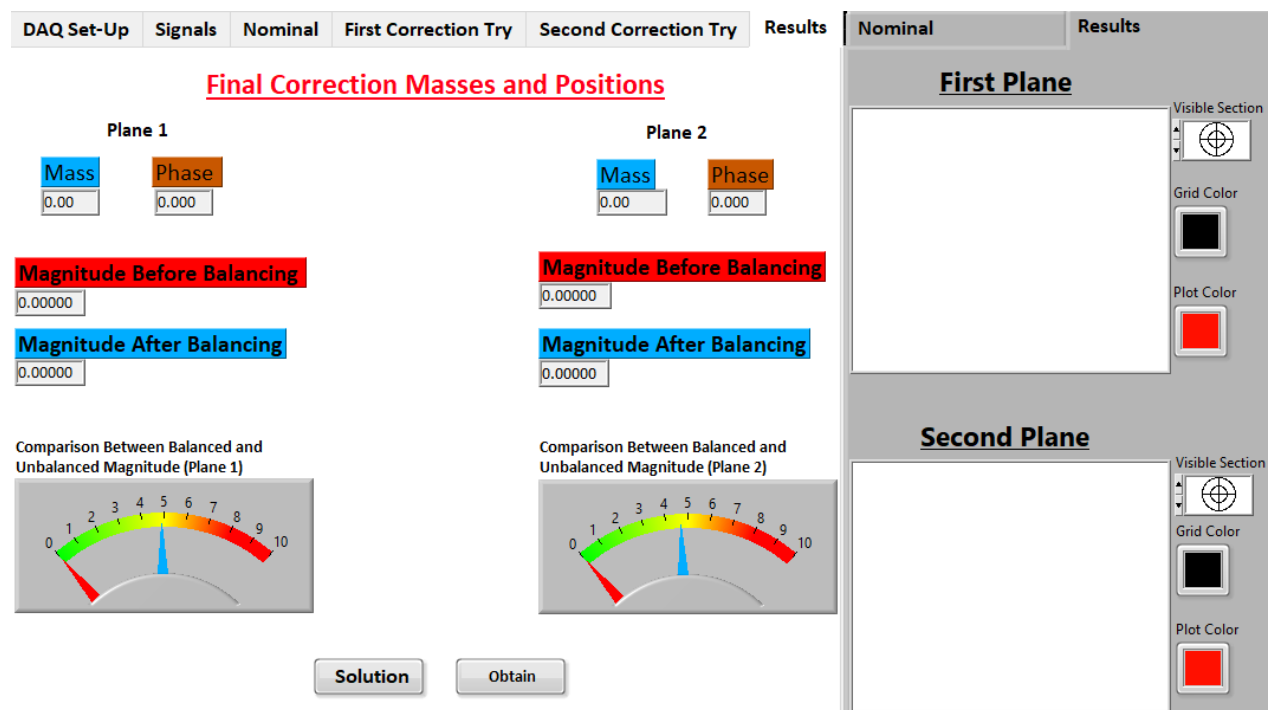 DAQ Set-Up Signals Nominal First Correction Try Second Correction Try Results
Nominal Results
Final Correction Masses and Positions
Plane 1
Mass Phase
0.00 0.000
Magnitude Before Balancing
0.00000
Magnitude After Balancing
0.00000
Comparison Between Balanced and
Unbalanced Magnitude (Plane 1)
0 1 2 3 4 5 6 7 8 9 10
Plane 2
Mass Phase
0.00 0.000
Magnitude Before Balancing
0.00000
Magnitude After Balancing
0.00000
Comparison Between Balanced and
Unbalanced Magnitude (Plane 2)
0 1 2 3 4 5 6 7 8 9 10
Solution Obtain
First Plane
Visible Section
Grid Color
Plot Color
Second Plane
Visible Section
Grid Color
Plot Color